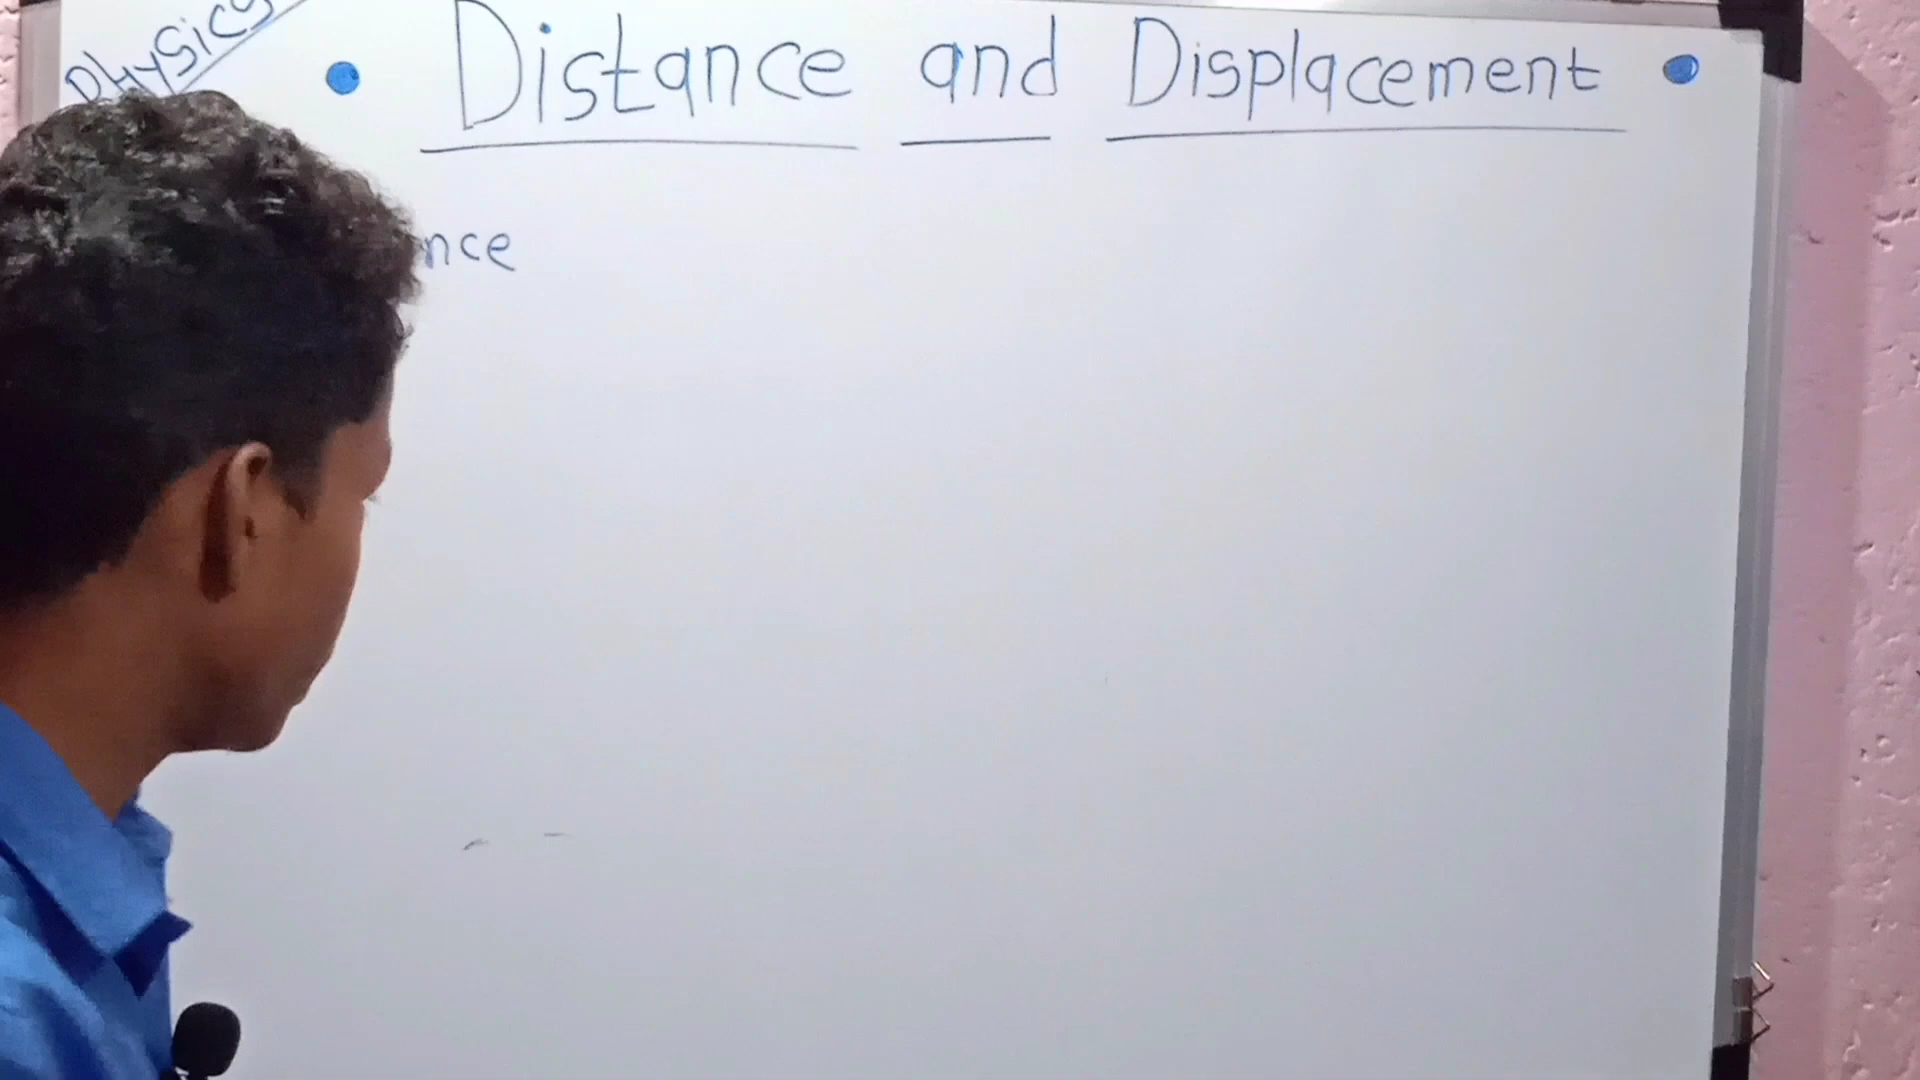 Physics
• Distance and Displacement •
nce